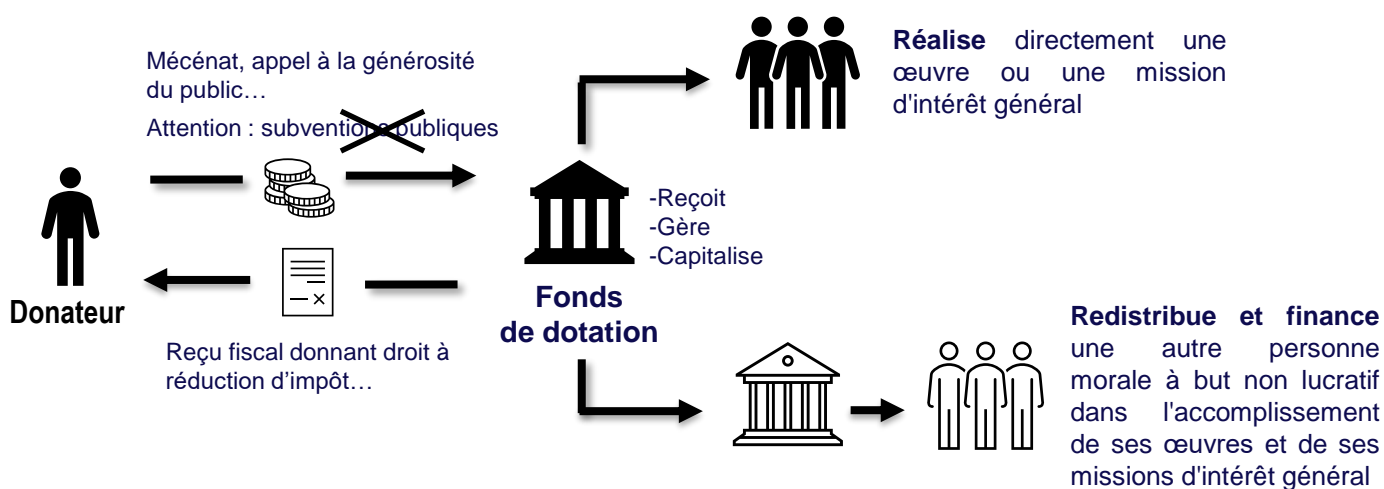 Mécénat, appel à la générosité
du public…
Attention : subventions publiques
Donateur
Reçu fiscal donnant droit à
réduction d'impôt…
-Reçoit
-Gère
-Capitalise
Fonds
de dotation
Réalise directement une
œuvre ou une mission
d'intérêt général
Redistribue et finance
une autre personne
morale à but non lucratif
dans l'accomplissement
de ses œuvres et de ses
missions d'intérêt général